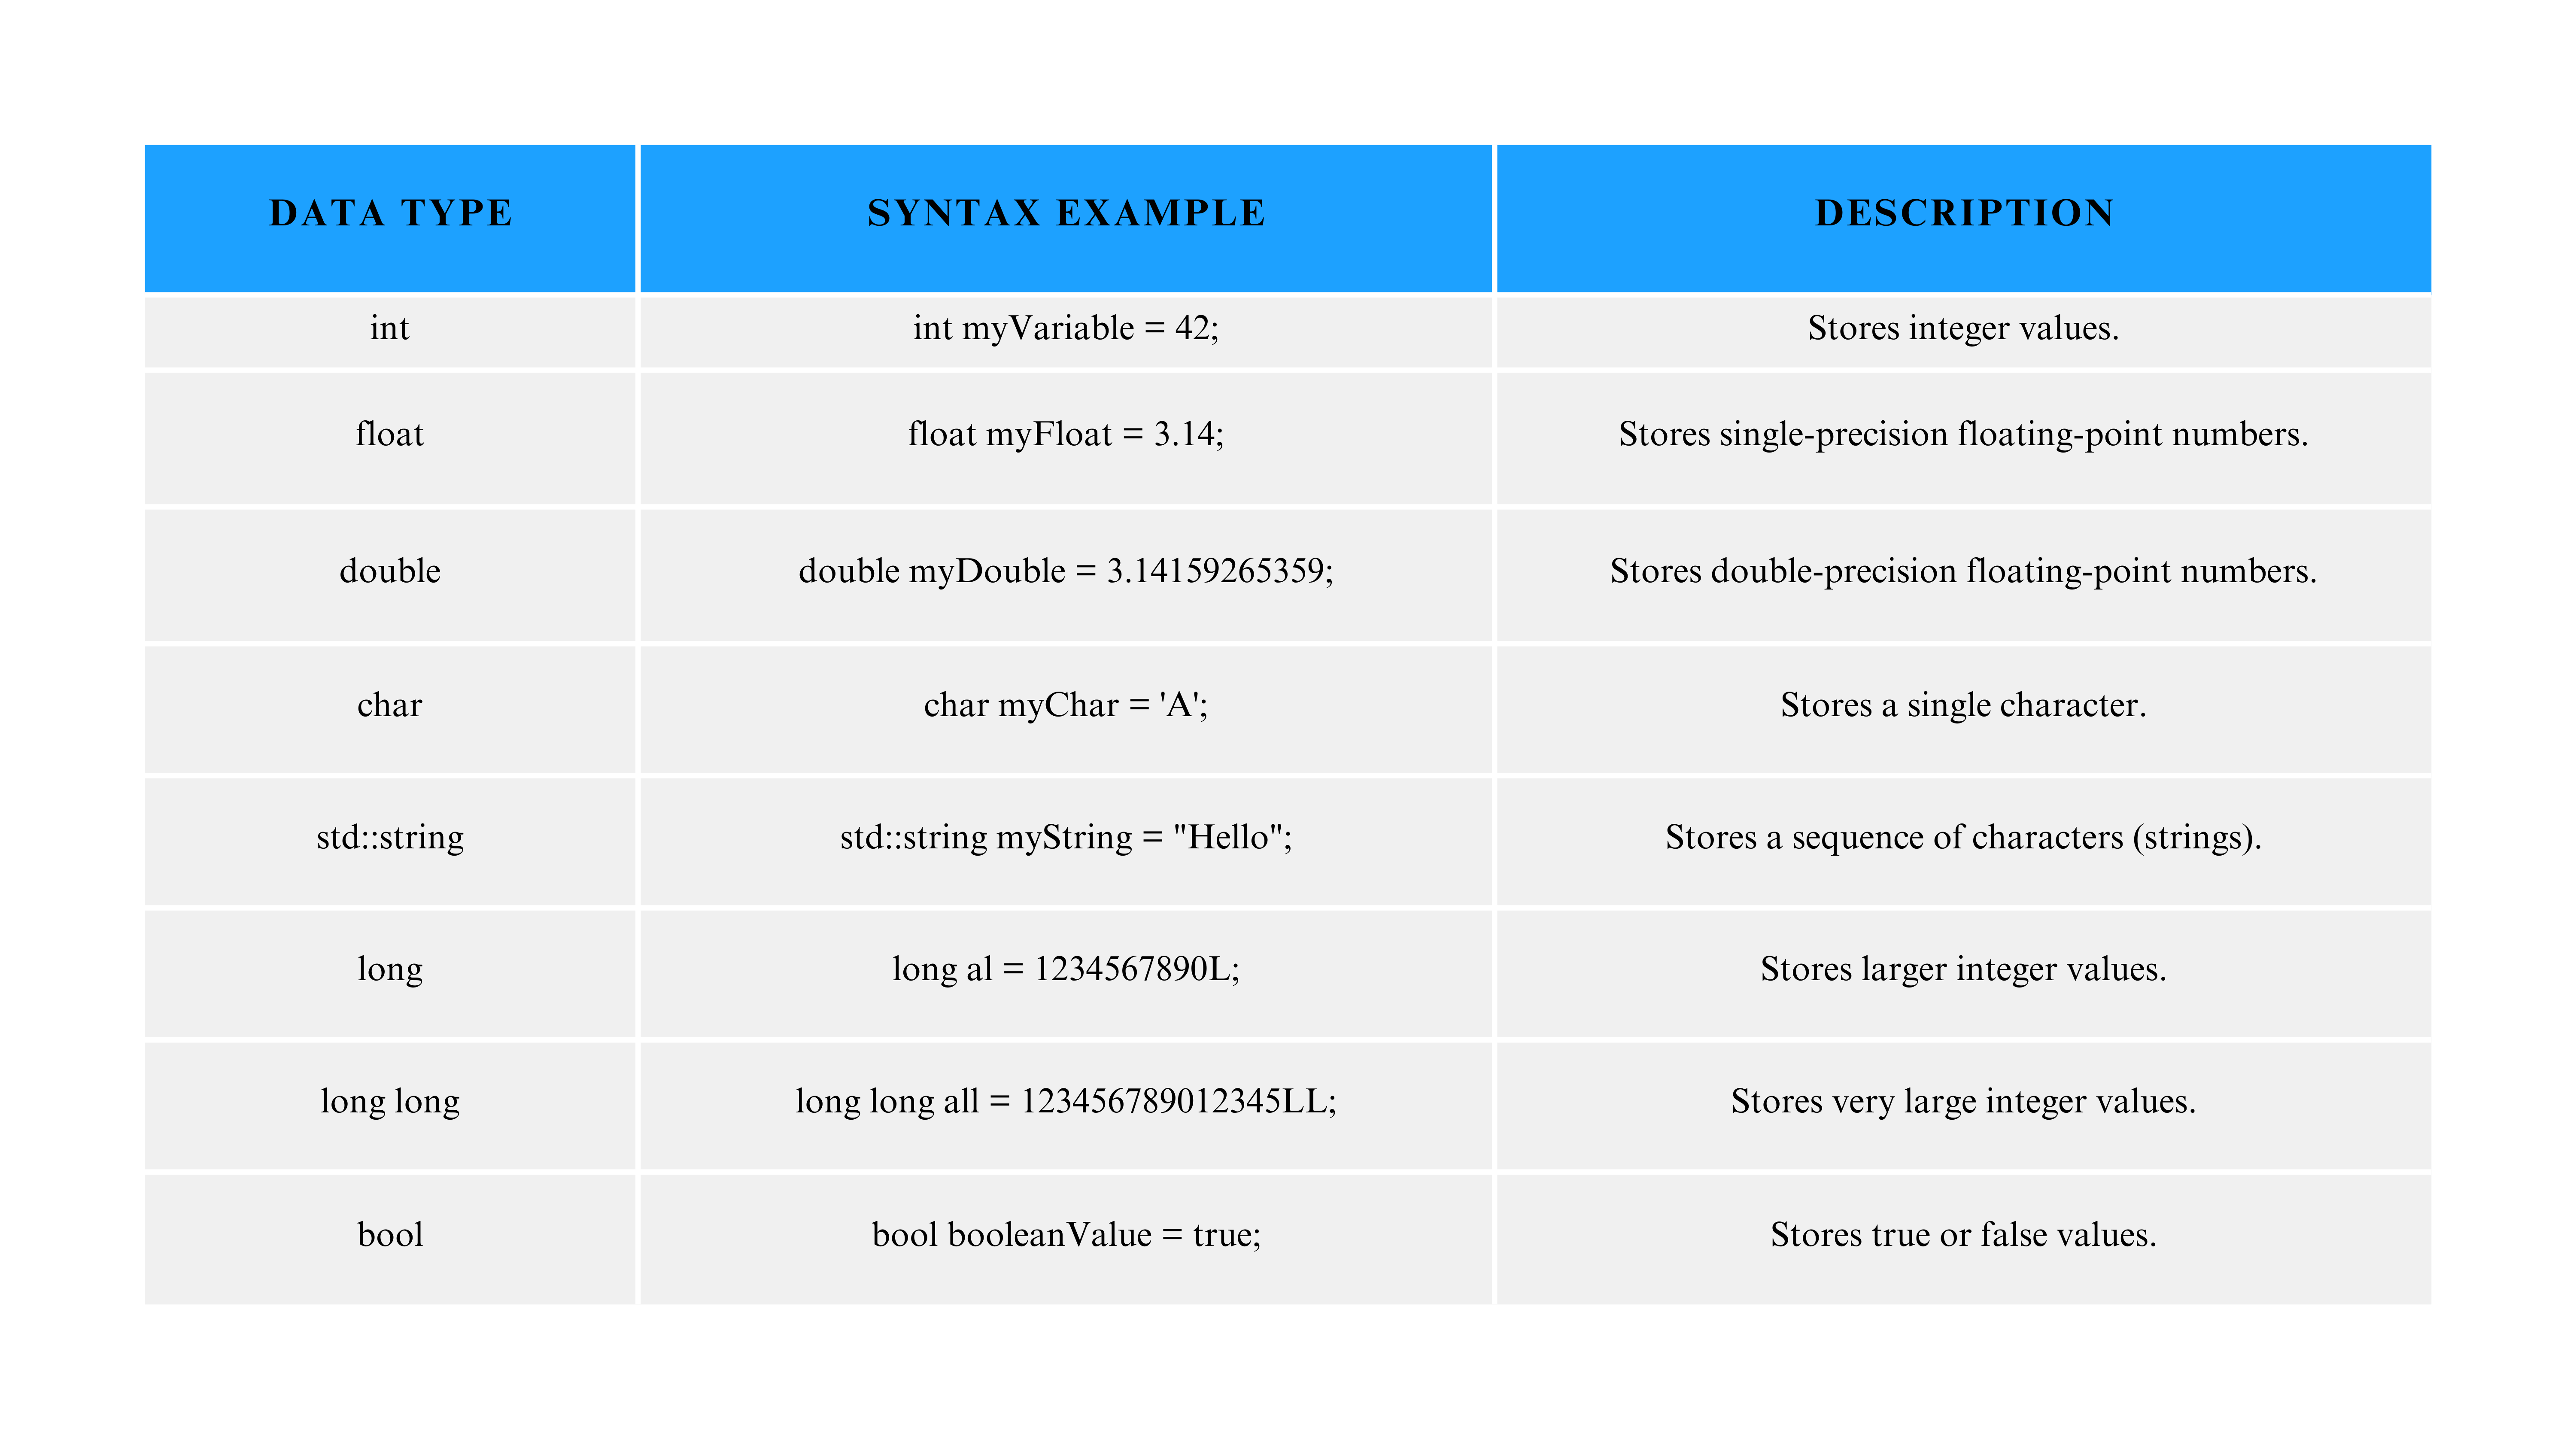 DATA TYPE SYNTAX EXAMPLE DESCRIPTION
int int myVariable = 42; Stores integer values.
float float myFloat = 3.14; Stores single-precision floating-point numbers.
double double myDouble = 3.14159265359; Stores double-precision floating-point numbers.
char char myChar = 'A'; Stores a single character.
std::string std::string myString = "Hello"; Stores a sequence of characters (strings).
long long al = 1234567890L; Stores larger integer values.
long long long long all = 123456789012345LL; Stores very large integer values.
bool bool booleanValue = true; Stores true or false values.